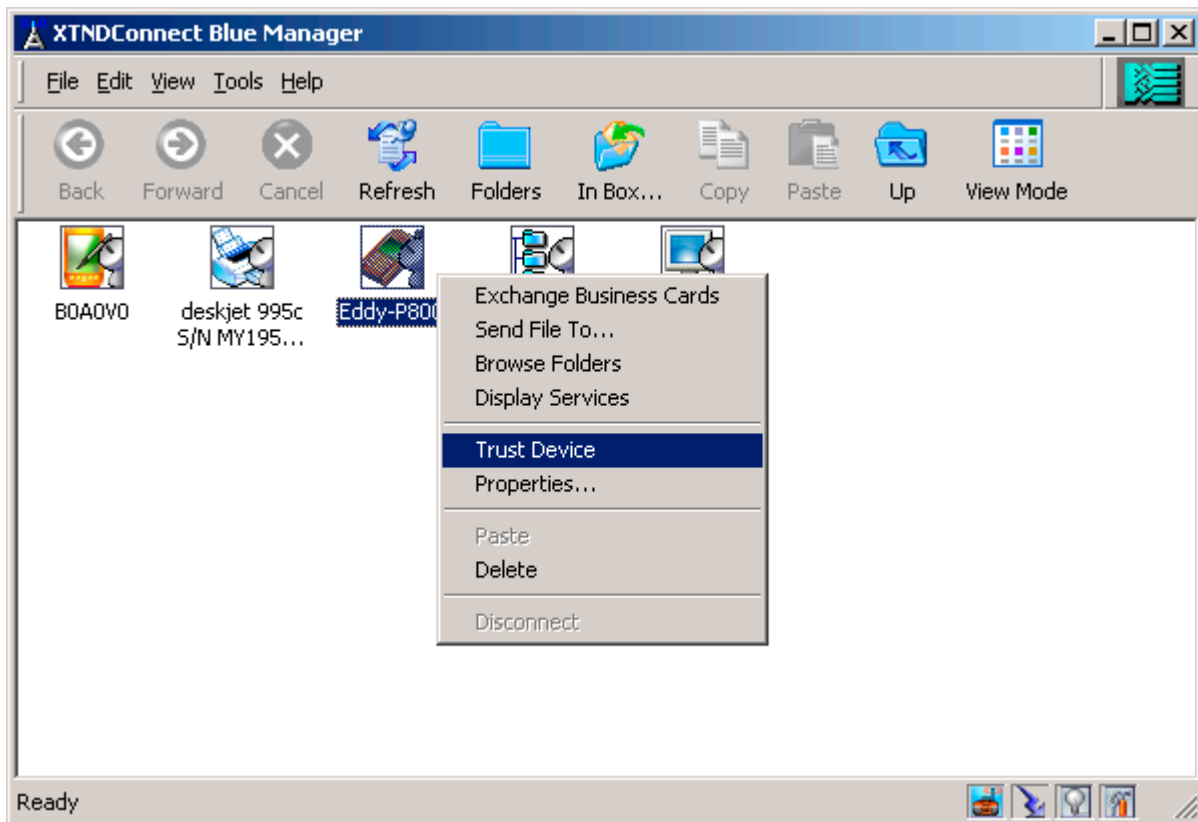 XTNDConnect Blue Manager
File Edit View Tools Help
Back Forward Cancel Refresh Folders In Box... Copy Paste Up View Mode
B0A0V0
deskjet 995c
S/N MY195...
Eddy-P800
Exchange Business Cards
Send File To...
Browse Folders
Display Services
Trust Device
Properties...
Paste
Delete
Disconnect
Ready